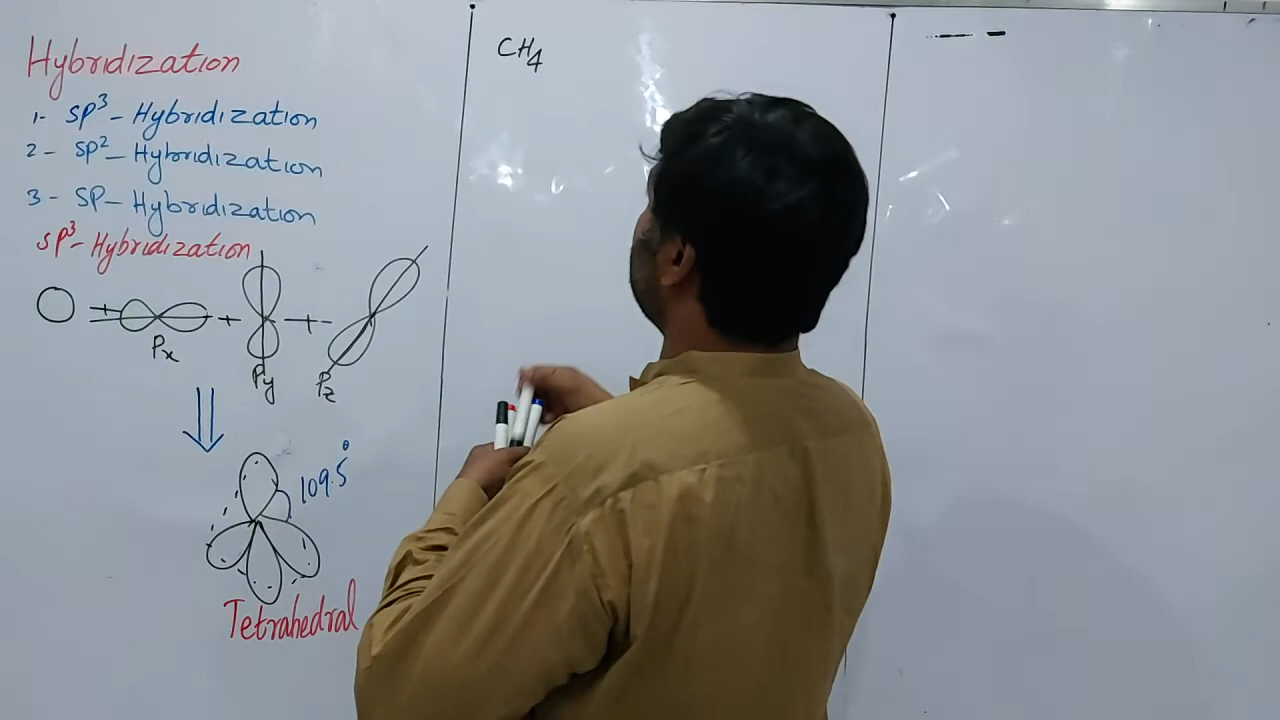 Hybridization
1- sp³- Hybridization
2- sp²- Hybridization
3- SP- Hybridization
sp³- Hybridization
+ + +
Px
Py
Pz
109.5°
Tetrahedral
CH₄